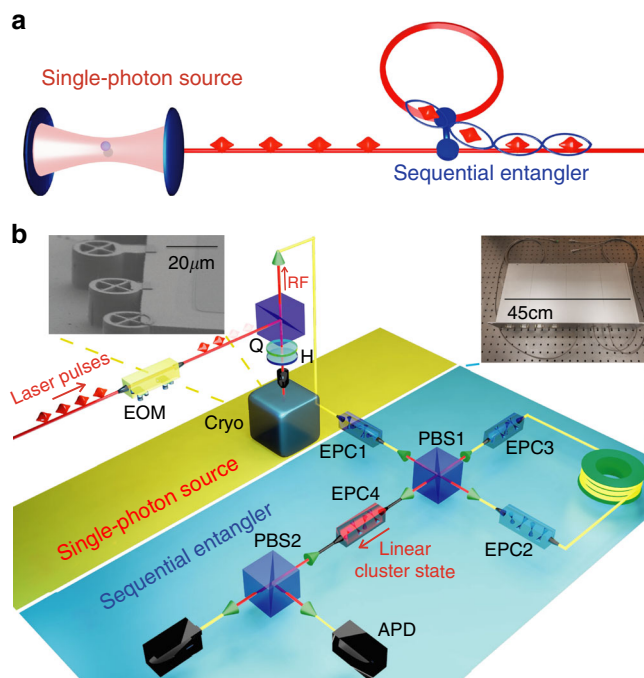 a
Single-photon source
Sequential entangler
b
20μm
RF
45cm
Q
H
Laser pulses
EOM
Cryo
EPC1
PBS1
EPC3
Single-photon source
EPC4
EPC2
PBS2
Linear
cluster state
Sequential entangler
APD